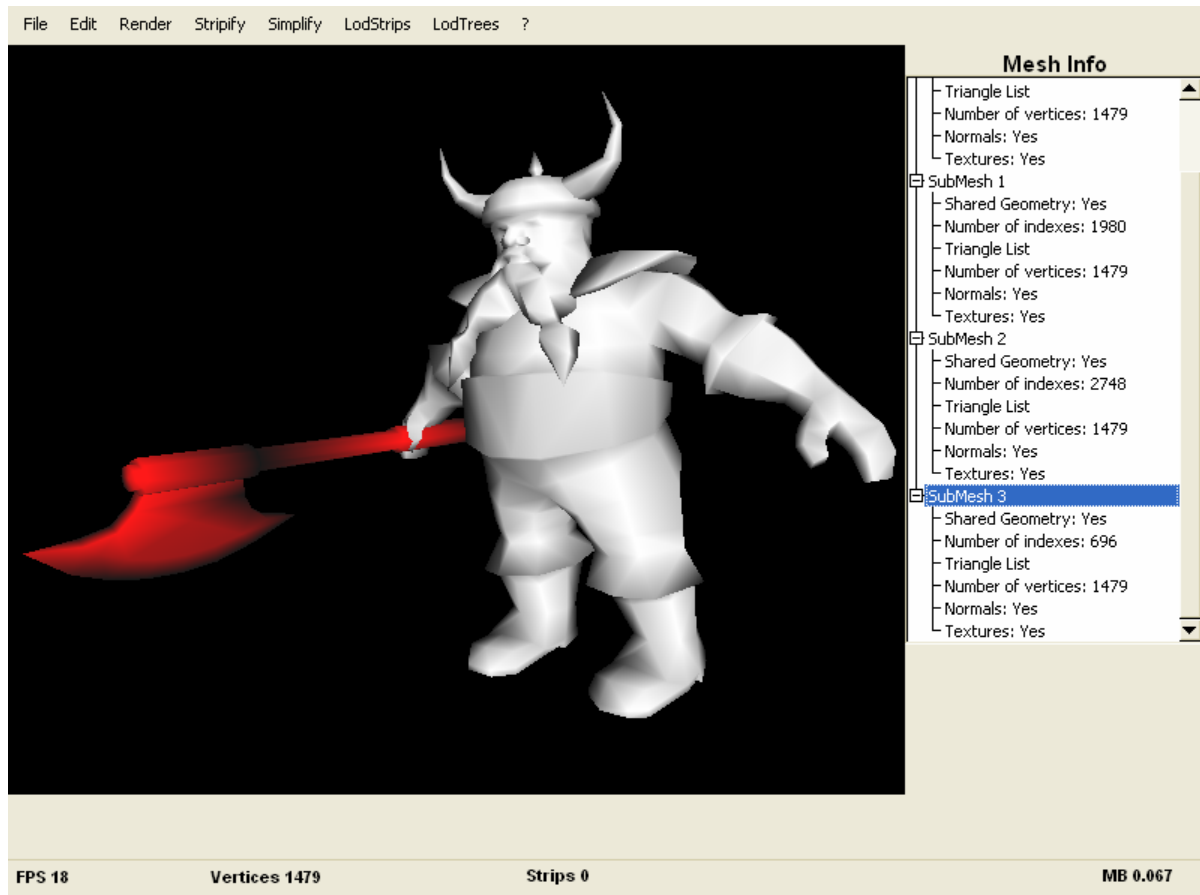 File Edit Render Stripify Simplify LodStrips LodTrees ?
Mesh Info
Triangle List
Number of vertices: 1479
Normals: Yes
Textures: Yes
SubMesh 1
Shared Geometry: Yes
Number of indexes: 1980
Triangle List
Number of vertices: 1479
Normals: Yes
Textures: Yes
SubMesh 2
Shared Geometry: Yes
Number of indexes: 2748
Triangle List
Number of vertices: 1479
Normals: Yes
Textures: Yes
SubMesh 3
Shared Geometry: Yes
Number of indexes: 696
Triangle List
Number of vertices: 1479
Normals: Yes
Textures: Yes
FPS 18 Vertices 1479 Strips 0 MB 0.067